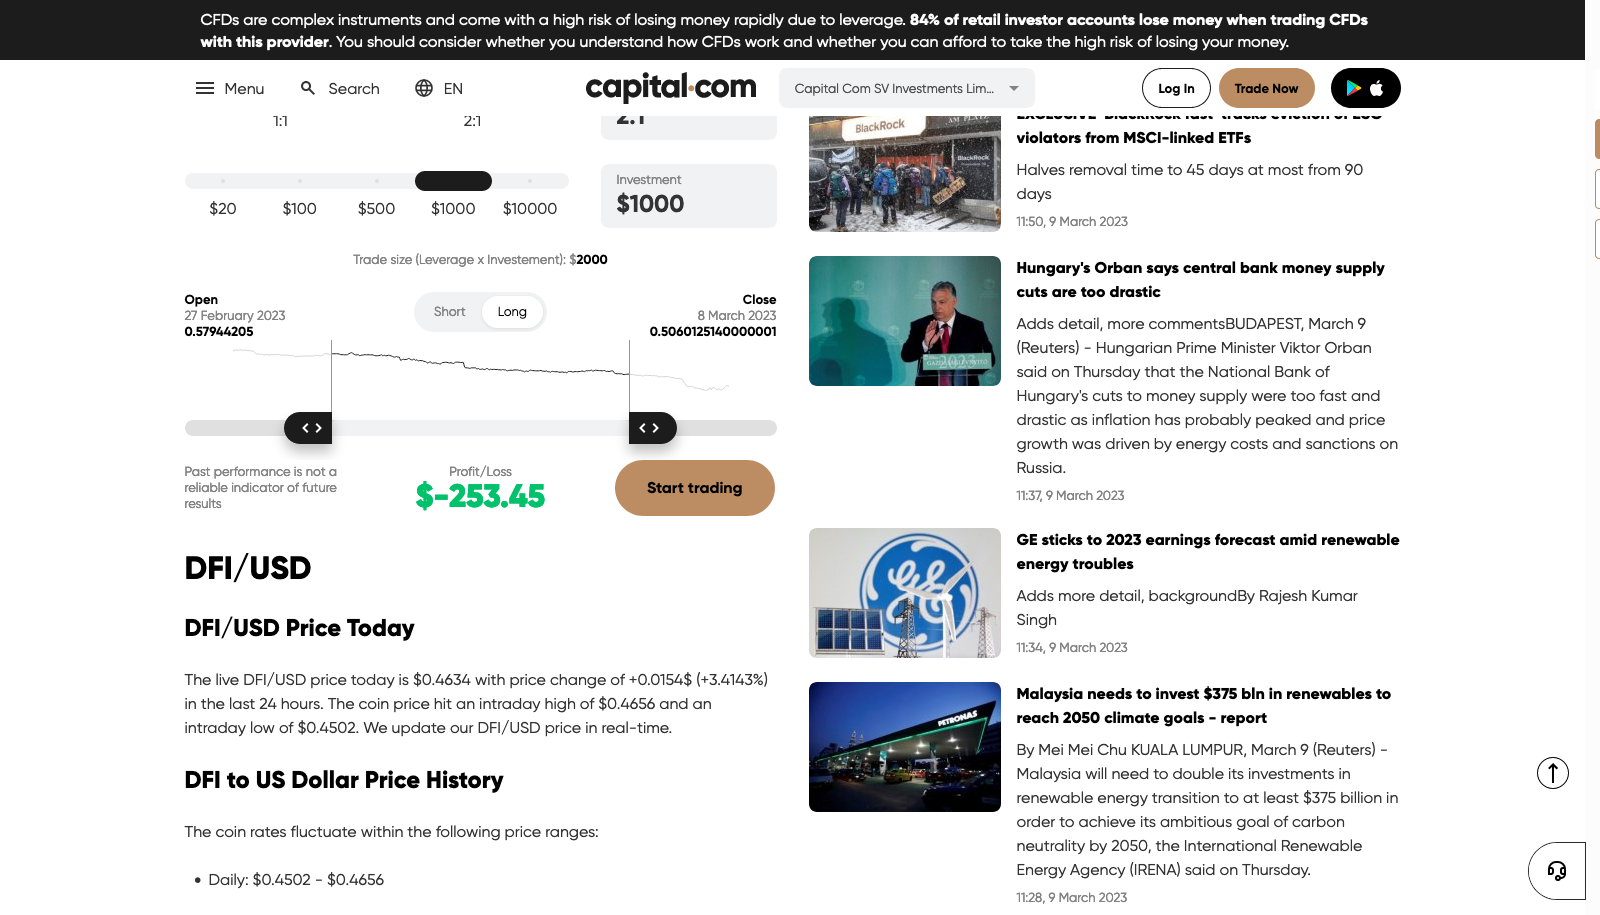 CFDs are complex instruments and come with a high risk of losing money rapidly due to leverage. 84% of retail investor accounts lose money when trading CFDs
with this provider. You should consider whether you understand how CFDs work and whether you can afford to take the high risk of losing your money.
Menu
Search
EN
capital.com
Capital Com SV Investments Lim...
Log In
Trade Now
1:1
2:1
2:1
$20
$100
$500
$1000
$10000
Investment
$1000
Trade size (Leverage x Investement): $2000
Open
27 February 2023
0.57944205
Short
Long
Close
8 March 2023
0.5060125140000001
Past performance is not a
reliable indicator of future
results
Profit/Loss
$-253.45
Start trading
DFI/USD
DFI/USD Price Today
The live DFI/USD price today is $0.4634 with price change of +0.0154$ (+3.4143%)
in the last 24 hours. The coin price hit an intraday high of $0.4656 and an
intraday low of $0.4502. We update our DFI/USD price in real-time.
DFI to US Dollar Price History
The coin rates fluctuate within the following price ranges:
• Daily: $0.4502 - $0.4656
BlackRock
BlackRock
EXCLUSIVE-BlackRock fast-tracks eviction of ESG
violators from MSCI-linked ETFs
Halves removal time to 45 days at most from 90
days
11:50, 9 March 2023
2023
Hungary's Orban says central bank money supply
cuts are too drastic
Adds detail, more commentsBUDAPEST, March 9
(Reuters) - Hungarian Prime Minister Viktor Orban
said on Thursday that the National Bank of
Hungary's cuts to money supply were too fast and
drastic as inflation has probably peaked and price
growth was driven by energy costs and sanctions on
Russia.
11:37, 9 March 2023
GE sticks to 2023 earnings forecast amid renewable
energy troubles
Adds more detail, backgroundBy Rajesh Kumar
Singh
11:34, 9 March 2023
PETRONAS
Malaysia needs to invest $375 bln in renewables to
reach 2050 climate goals - report
By Mei Mei Chu KUALA LUMPUR, March 9 (Reuters) -
Malaysia will need to double its investments in
renewable energy transition to at least $375 billion in
order to achieve its ambitious goal of carbon
neutrality by 2050, the International Renewable
Energy Agency (IRENA) said on Thursday.
11:28, 9 March 2023